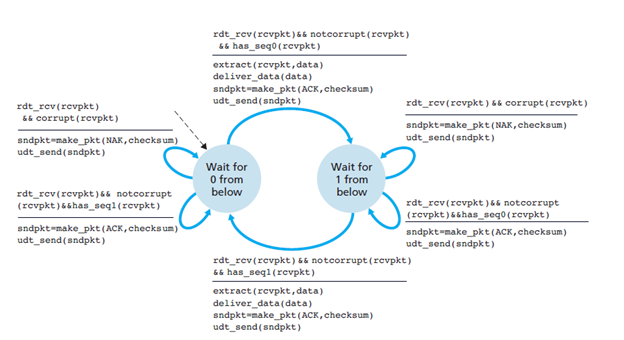 rdt_rcv(rcvpkt)&& notcorrupt(rcvpkt)
&& has_seq0(rcvpkt)
extract(rcvpkt,data)
deliver_data(data)
sndpkt=make_pkt(ACK,checksum)
udt_send(sndpkt)
rdt_rcv(rcvpkt)
&& corrupt(rcvpkt)
sndpkt=make_pkt(NAK,checksum)
udt_send(sndpkt)
rdt_rcv(rcvpkt)&& corrupt(rcvpkt)
sndpkt=make_pkt(NAK,checksum)
udt_send(sndpkt)
Wait for
0 from
below
Wait for
1 from
below
rdt_rcv(rcvpkt)&& notcorrupt
(rcvpkt)&&has_seq1(rcvpkt)
sndpkt=make_pkt(ACK,checksum)
udt_send(sndpkt)
rdt_rcv(rcvpkt)&& notcorrupt
(rcvpkt)&&has_seq0(rcvpkt)
sndpkt=make_pkt(ACK,checksum)
udt_send(sndpkt)
rdt_rcv(rcvpkt)&& notcorrupt(rcvpkt)
&& has_seq1(rcvpkt)
extract(rcvpkt,data)
deliver_data(data)
sndpkt=make_pkt(ACK,checksum)
udt_send(sndpkt)